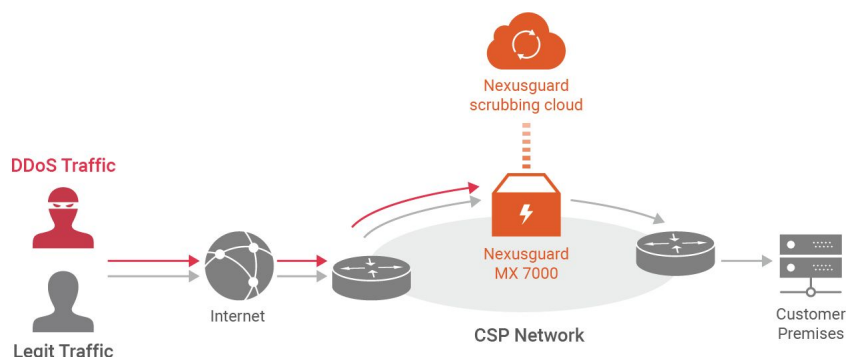 Nexusguard
scrubbing cloud
DDoS Traffic
Nexusguard
MX 7000
Internet
Legit Traffic
CSP Network
Customer
Premises